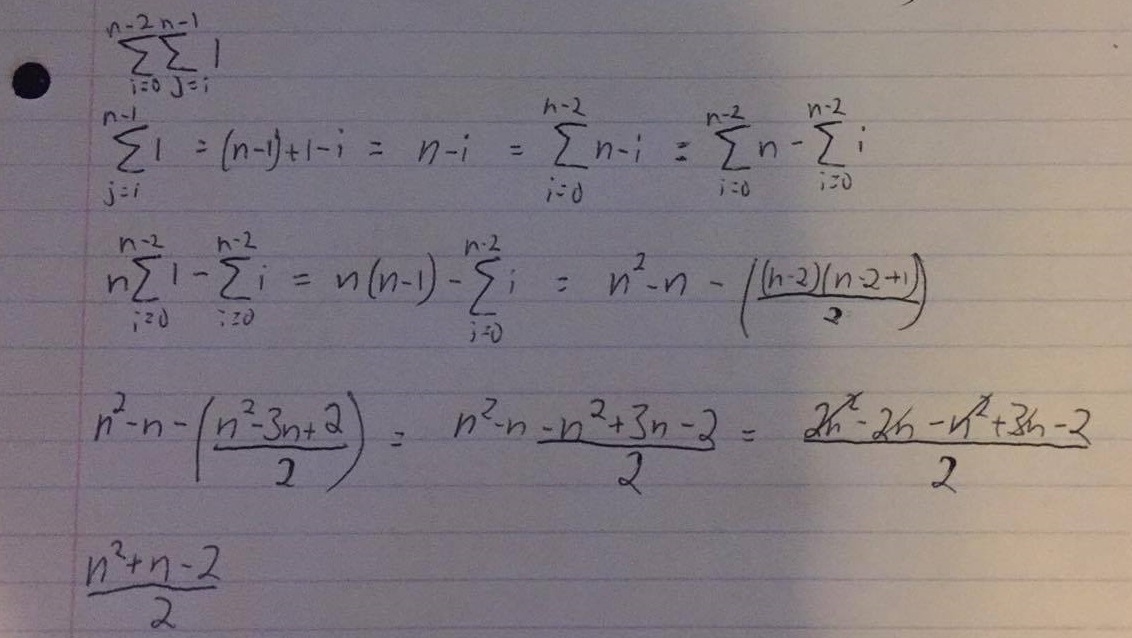 \sum_{i=0}^{n-2} \sum_{j=i}^{n-1} 1
\sum_{j=i}^{n-1} 1 = (n-1)+1-i = n-i = \sum_{i=0}^{n-2} n-i = \sum_{i=0}^{n-2} n - \sum_{i=0}^{n-2} i
n \sum_{i=0}^{n-2} 1 - \sum_{i=0}^{n-2} i = n(n-1) - \sum_{i=0}^{n-2} i = n^2-n - \left(\frac{(n-2)(n-2+1)}{2}\right)
n^2-n-\left(\frac{n^2-3n+2}{2}\right) = n^2-n \frac{-n^2+3n-2}{2} = \frac{2n^2-2n-n^2+3n-2}{2}
\frac{n^2+n-2}{2}